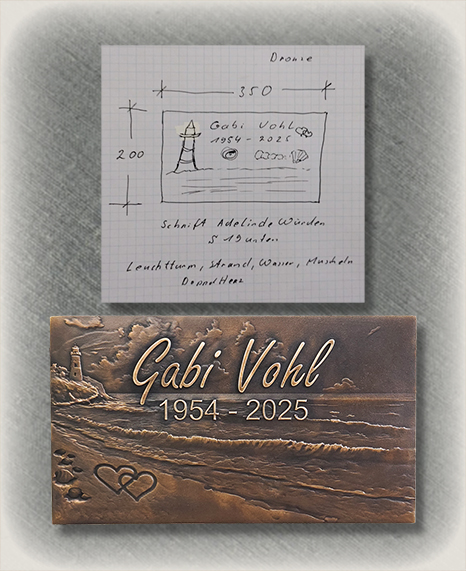 Bronze
350
200
Gabi Vohl
1954 - 2025
Schrift Adelinde Würden
S 19 unten
Leuchtturm, Strand, Wasser, Muscheln
Doppelherz
Gabi Vohl
1954 - 2025